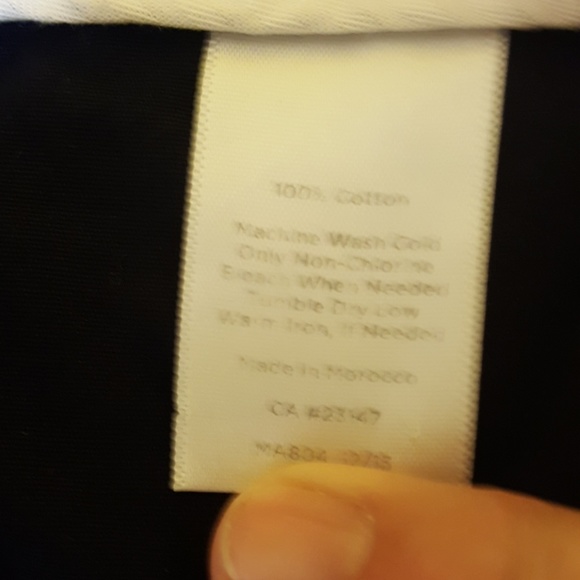 100% Cotton
Machine Wash Cold
Only Non-Chlorine
Bleach When Needed
Tumble Dry Low
Warm Iron, If Needed
Made In Morocco
CA #23147